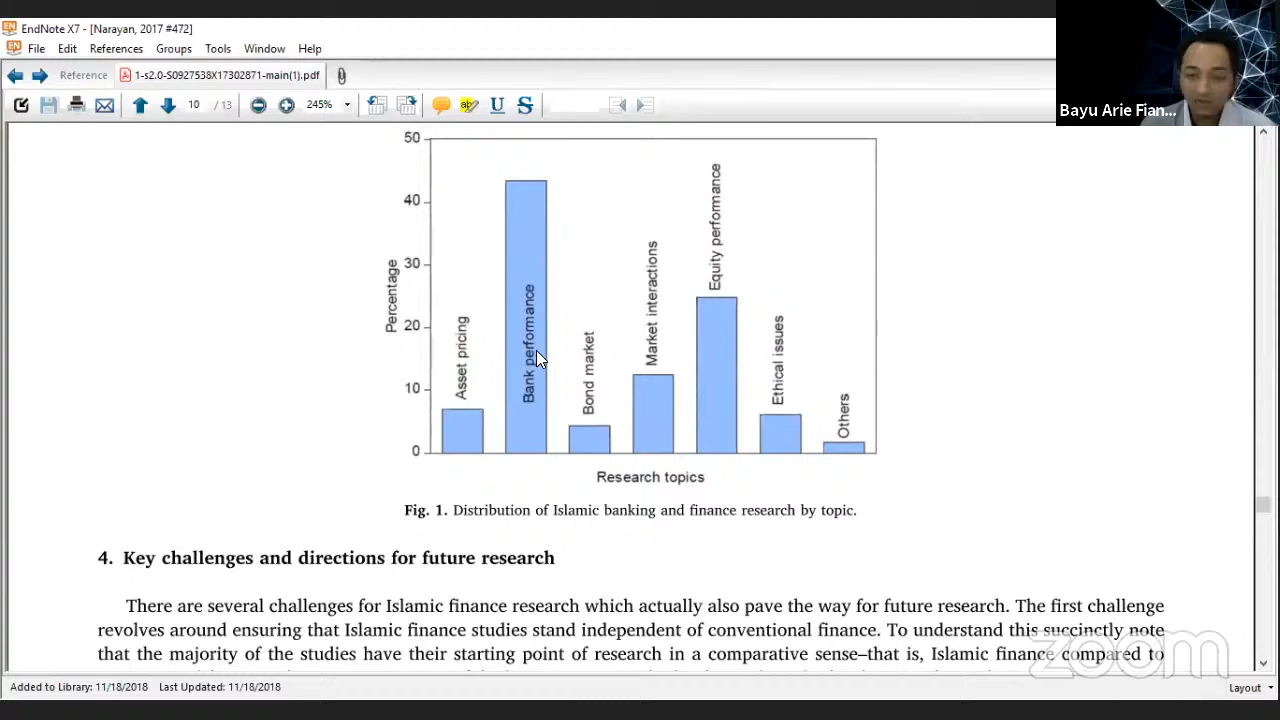 EndNote X7 - [Narayan, 2017 #472]
File Edit References Groups Tools Window Help
Reference 1-s2.0-S0927538X17302871-main(1).pdf
10 / 13 245%
Bayu Arie Fian...
50
40
30
20
10
0
Percentage
Asset pricing
Bank performance
Bond market
Market interactions
Equity performance
Ethical issues
Others
Research topics
Fig. 1. Distribution of Islamic banking and finance research by topic.
4. Key challenges and directions for future research
There are several challenges for Islamic finance research which actually also pave the way for future research. The first challenge
revolves around ensuring that Islamic finance studies stand independent of conventional finance. To understand this succinctly note
that the majority of the studies have their starting point of research in a comparative sense–that is, Islamic finance compared to
zoom
Added to Library: 11/18/2018 Last Updated: 11/18/2018
Layout